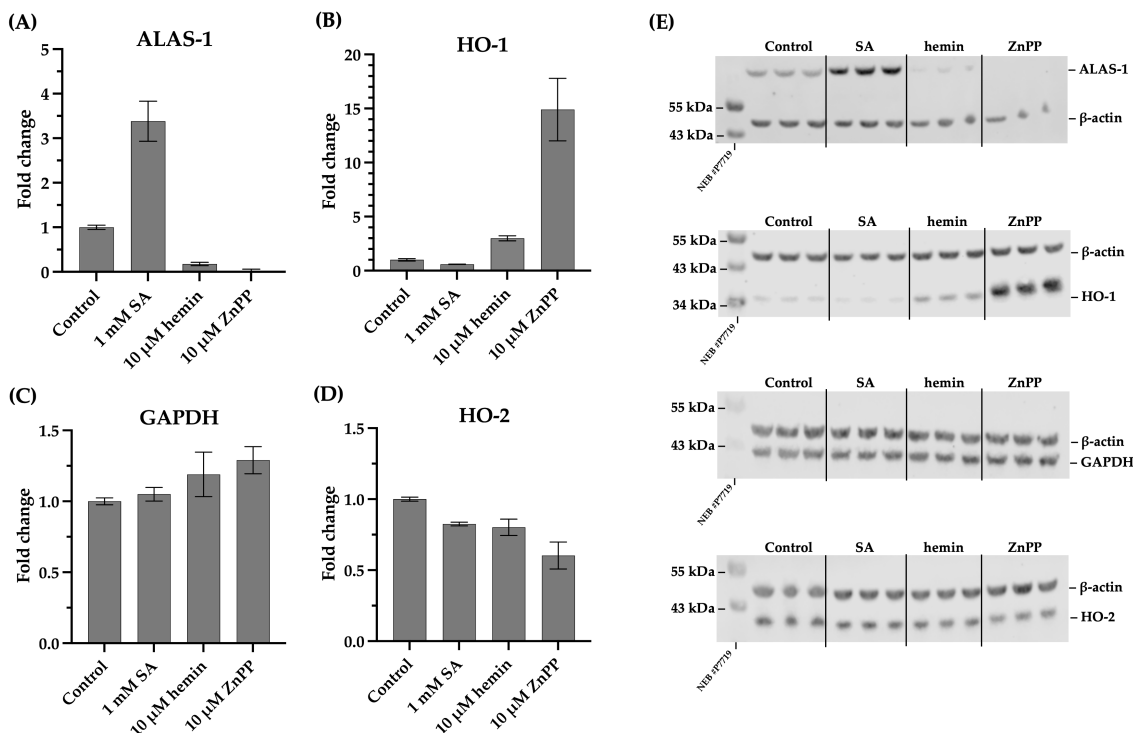 (A)
ALAS-1
Fold change
5
4
3
2
1
0
Control
1 mM SA
10 µM hemin
10 µM ZnPP
(B)
HO-1
Fold change
20
15
10
5
0
Control
1 mM SA
10 µM hemin
10 µM ZnPP
(C)
GAPDH
Fold change
1.5
1.0
0.5
0.0
Control
1 mM SA
10 µM hemin
10 µM ZnPP
(D)
HO-2
Fold change
1.5
1.0
0.5
0.0
Control
1 mM SA
10 µM hemin
10 µM ZnPP
(E)
Control SA hemin ZnPP
ALAS-1
55 kDa
β-actin
43 kDa
NEB #P7719
Control SA hemin ZnPP
55 kDa
β-actin
43 kDa
HO-1
34 kDa
NEB #P7719
Control SA hemin ZnPP
55 kDa
43 kDa
β-actin
GAPDH
NEB #P7719
Control SA hemin ZnPP
55 kDa
β-actin
43 kDa
HO-2
NEB #P7719